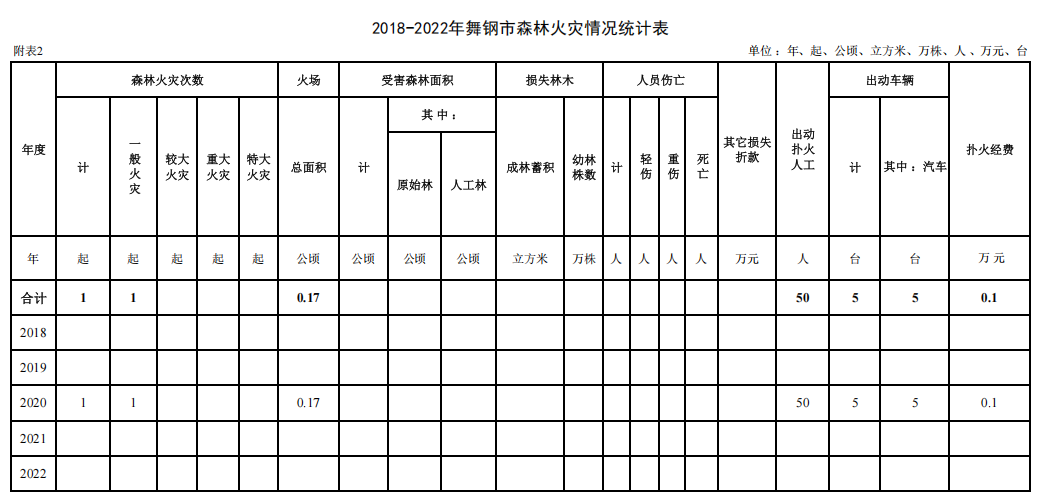 2018-2022年舞钢市森林火灾情况统计表
附表2 单位：年、起、公顷、立方米、万株、人、万元、台
年度 森林火灾次数 火场 受害森林面积 损失林木 人员伤亡 其它损失折款 出动扑火人工 出动车辆 扑火经费
计 一般火灾 较大火灾 重大火灾 特大火灾 总面积 计 其中： 成林蓄积 幼林株数 计 轻伤 重伤 死亡 计 其中：汽车
原始林 人工林
年 起 起 起 起 起 公顷 公顷 公顷 公顷 立方米 万株 人 人 人 人 万元 人 台 台 万元
合计 1 1 0.17 50 5 5 0.1
2018
2019
2020 1 1 0.17 50 5 5 0.1
2021
2022